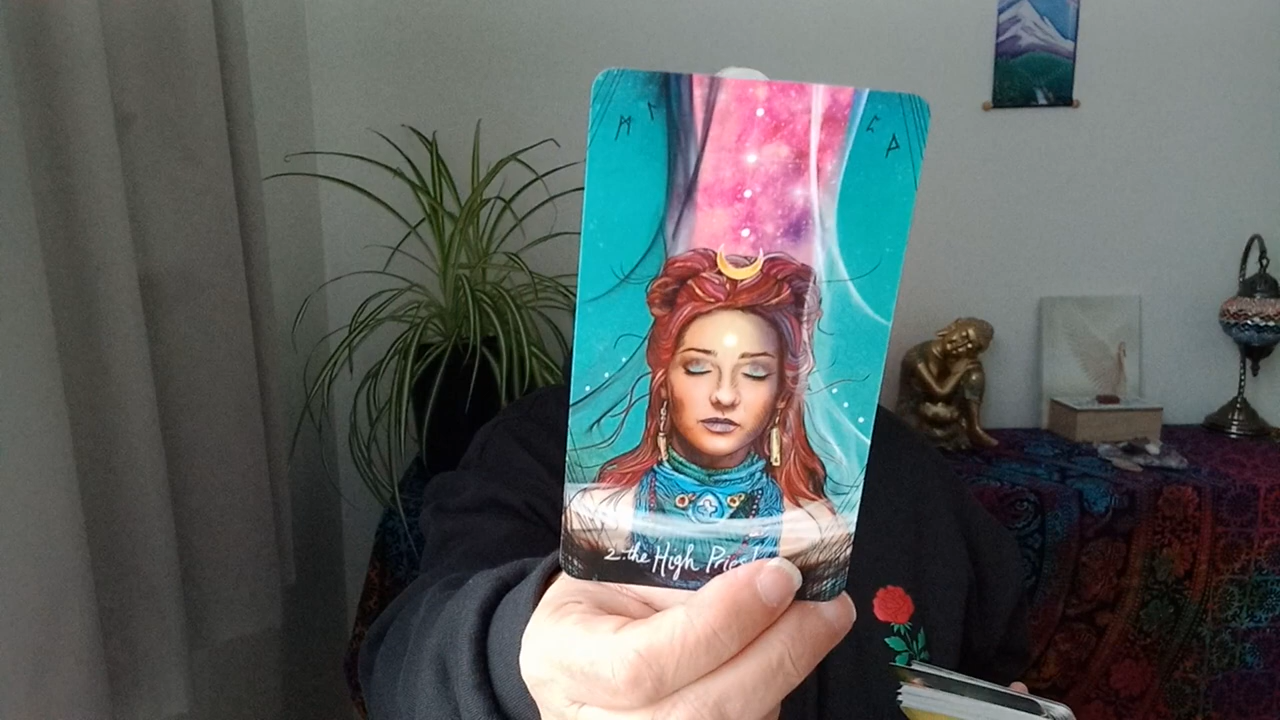 ᛗ ᛚ
2. the High Pries